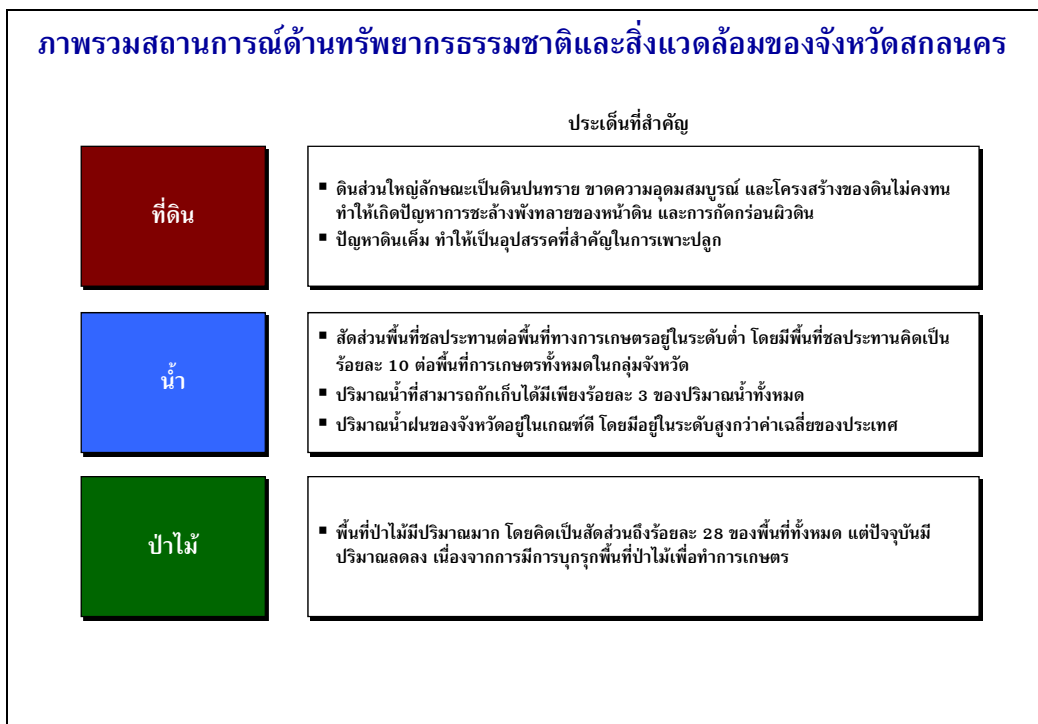 ภาพรวมสถานการณ์ด้านทรัพยากรธรรมชาติและสิ่งแวดล้อมของจังหวัดสกลนคร
ประเด็นที่สำคัญ
ที่ดิน
▪ ดินส่วนใหญ่ลักษณะเป็นดินปนทราย ขาดความอุดมสมบูรณ์ และโครงสร้างของดินไม่คงทน
ทำให้เกิดปัญหาการชะล้างพังทลายของหน้าดิน และการกัดกร่อนผิวดิน
▪ ปัญหาดินเค็ม ทำให้เป็นอุปสรรคที่สำคัญในการเพาะปลูก
น้ำ
▪ สัดส่วนพื้นที่ชลประทานต่อพื้นที่ทางการเกษตรอยู่ในระดับต่ำ โดยมีพื้นที่ชลประทานคิดเป็น
ร้อยละ 10 ต่อพื้นที่การเกษตรทั้งหมดในกลุ่มจังหวัด
▪ ปริมาณน้ำที่สามารถกักเก็บได้มีเพียงร้อยละ 3 ของปริมาณน้ำทั้งหมด
▪ ปริมาณน้ำฝนของจังหวัดอยู่ในเกณฑ์ดี โดยมีอยู่ในระดับสูงกว่าค่าเฉลี่ยของประเทศ
ป่าไม้
▪ พื้นที่ป่าไม้มีปริมาณมาก โดยคิดเป็นสัดส่วนถึงร้อยละ 28 ของพื้นที่ทั้งหมด แต่ปัจจุบันมี
ปริมาณลดลง เนื่องจากการมีการบุกรุกพื้นที่ป่าไม้เพื่อทำการเกษตร